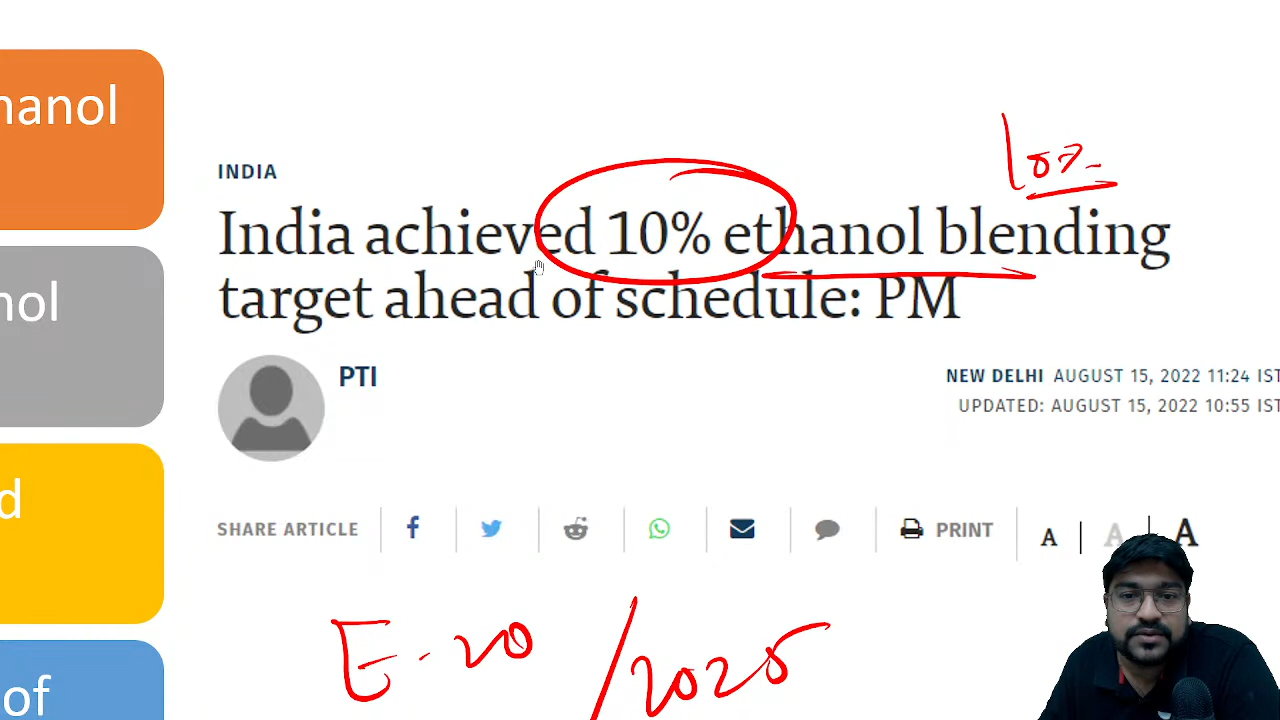 hanol
nol
d
of
INDIA
10%
India achieved 10% ethanol blending
target ahead of schedule: PM
PTI
NEW DELHI AUGUST 15, 2022 11:24 IST
UPDATED: AUGUST 15, 2022 10:55 IST
SHARE ARTICLE
PRINT
A A A
E-20 /2025